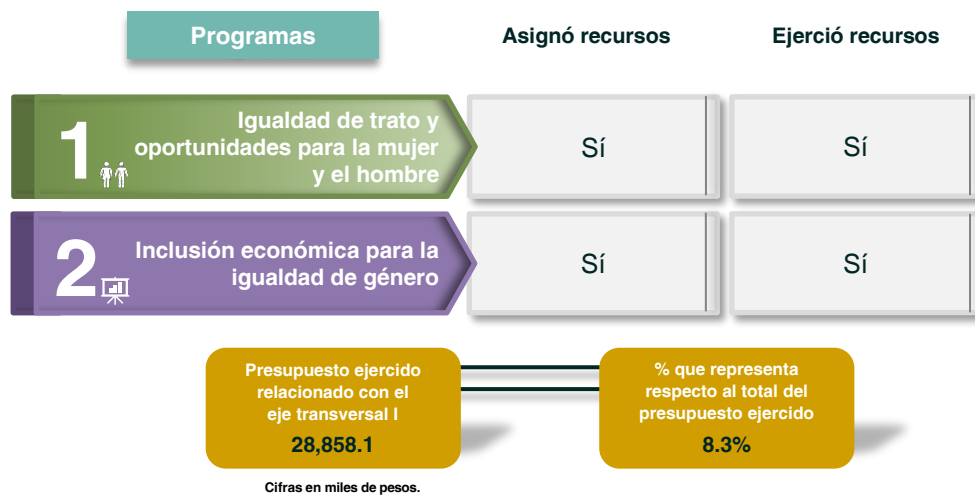 Programas
Asignó recursos
Ejerció recursos
1
Igualdad de trato y
oportunidades para la mujer
y el hombre
Sí
Sí
2
Inclusión económica para la
igualdad de género
Sí
Sí
Presupuesto ejercido
relacionado con el
eje transversal I
28,858.1
% que representa
respecto al total del
presupuesto ejercido
8.3%
Cifras en miles de pesos.